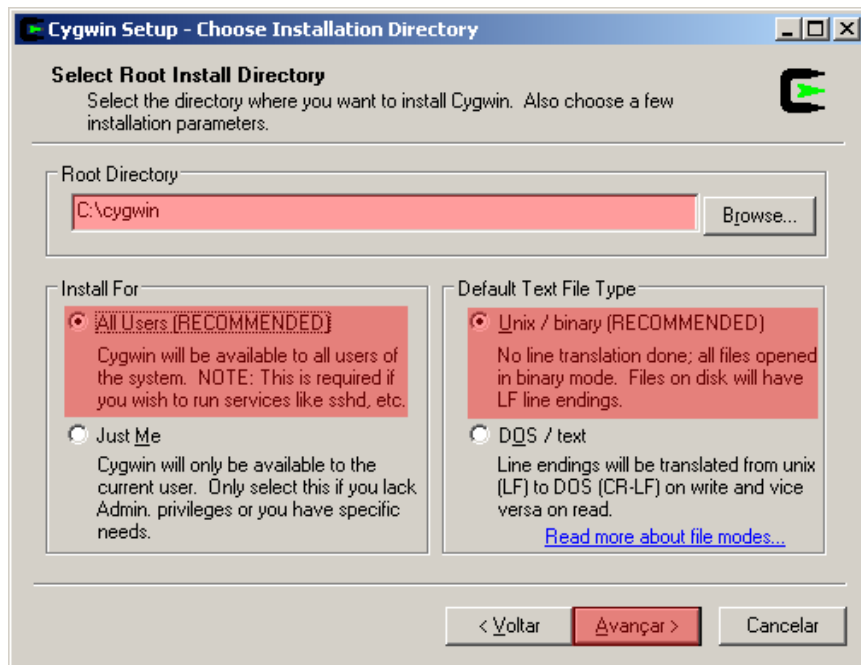 Cygwin Setup - Choose Installation Directory
Select Root Install Directory
Select the directory where you want to install Cygwin. Also choose a few
installation parameters.
Root Directory
C:\cygwin
Browse...
Install For
All Users (RECOMMENDED)
Cygwin will be available to all users of
the system. NOTE: This is required if
you wish to run services like sshd, etc.
Just Me
Cygwin will only be available to the
current user. Only select this if you lack
Admin. privileges or you have specific
needs.
Default Text File Type
Unix / binary (RECOMMENDED)
No line translation done; all files opened
in binary mode. Files on disk will have
LF line endings.
DOS / text
Line endings will be translated from unix
(LF) to DOS (CR-LF) on write and vice
versa on read.
Read more about file modes...
< Voltar
Avançar >
Cancelar